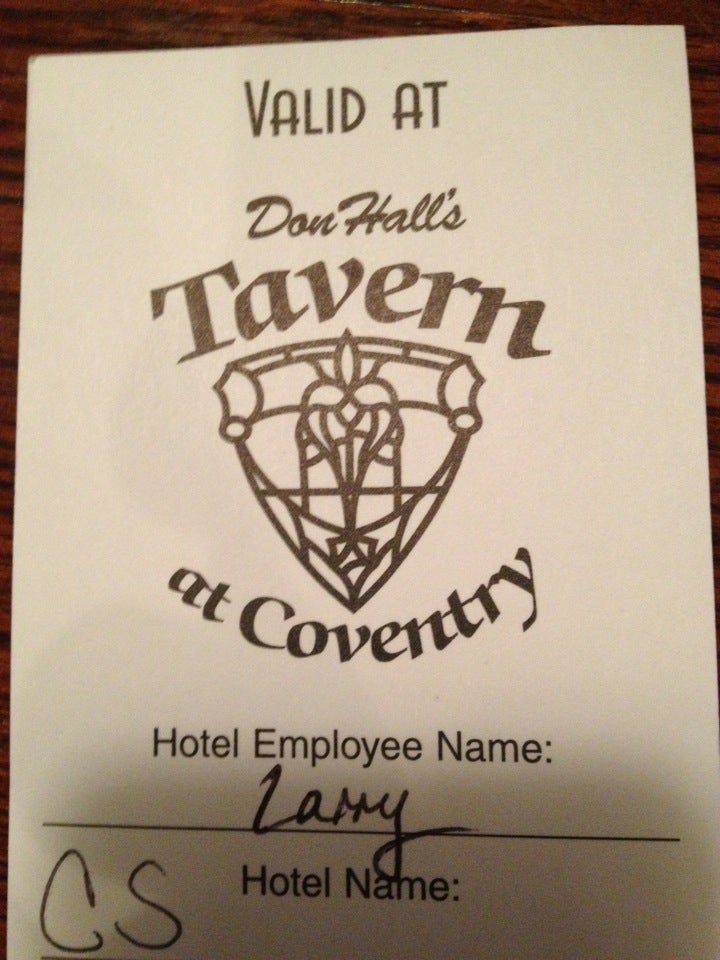 VALID AT
Don Hall's
Tavern
at Coventry
Hotel Employee Name:
Larry
Hotel Name:
CS